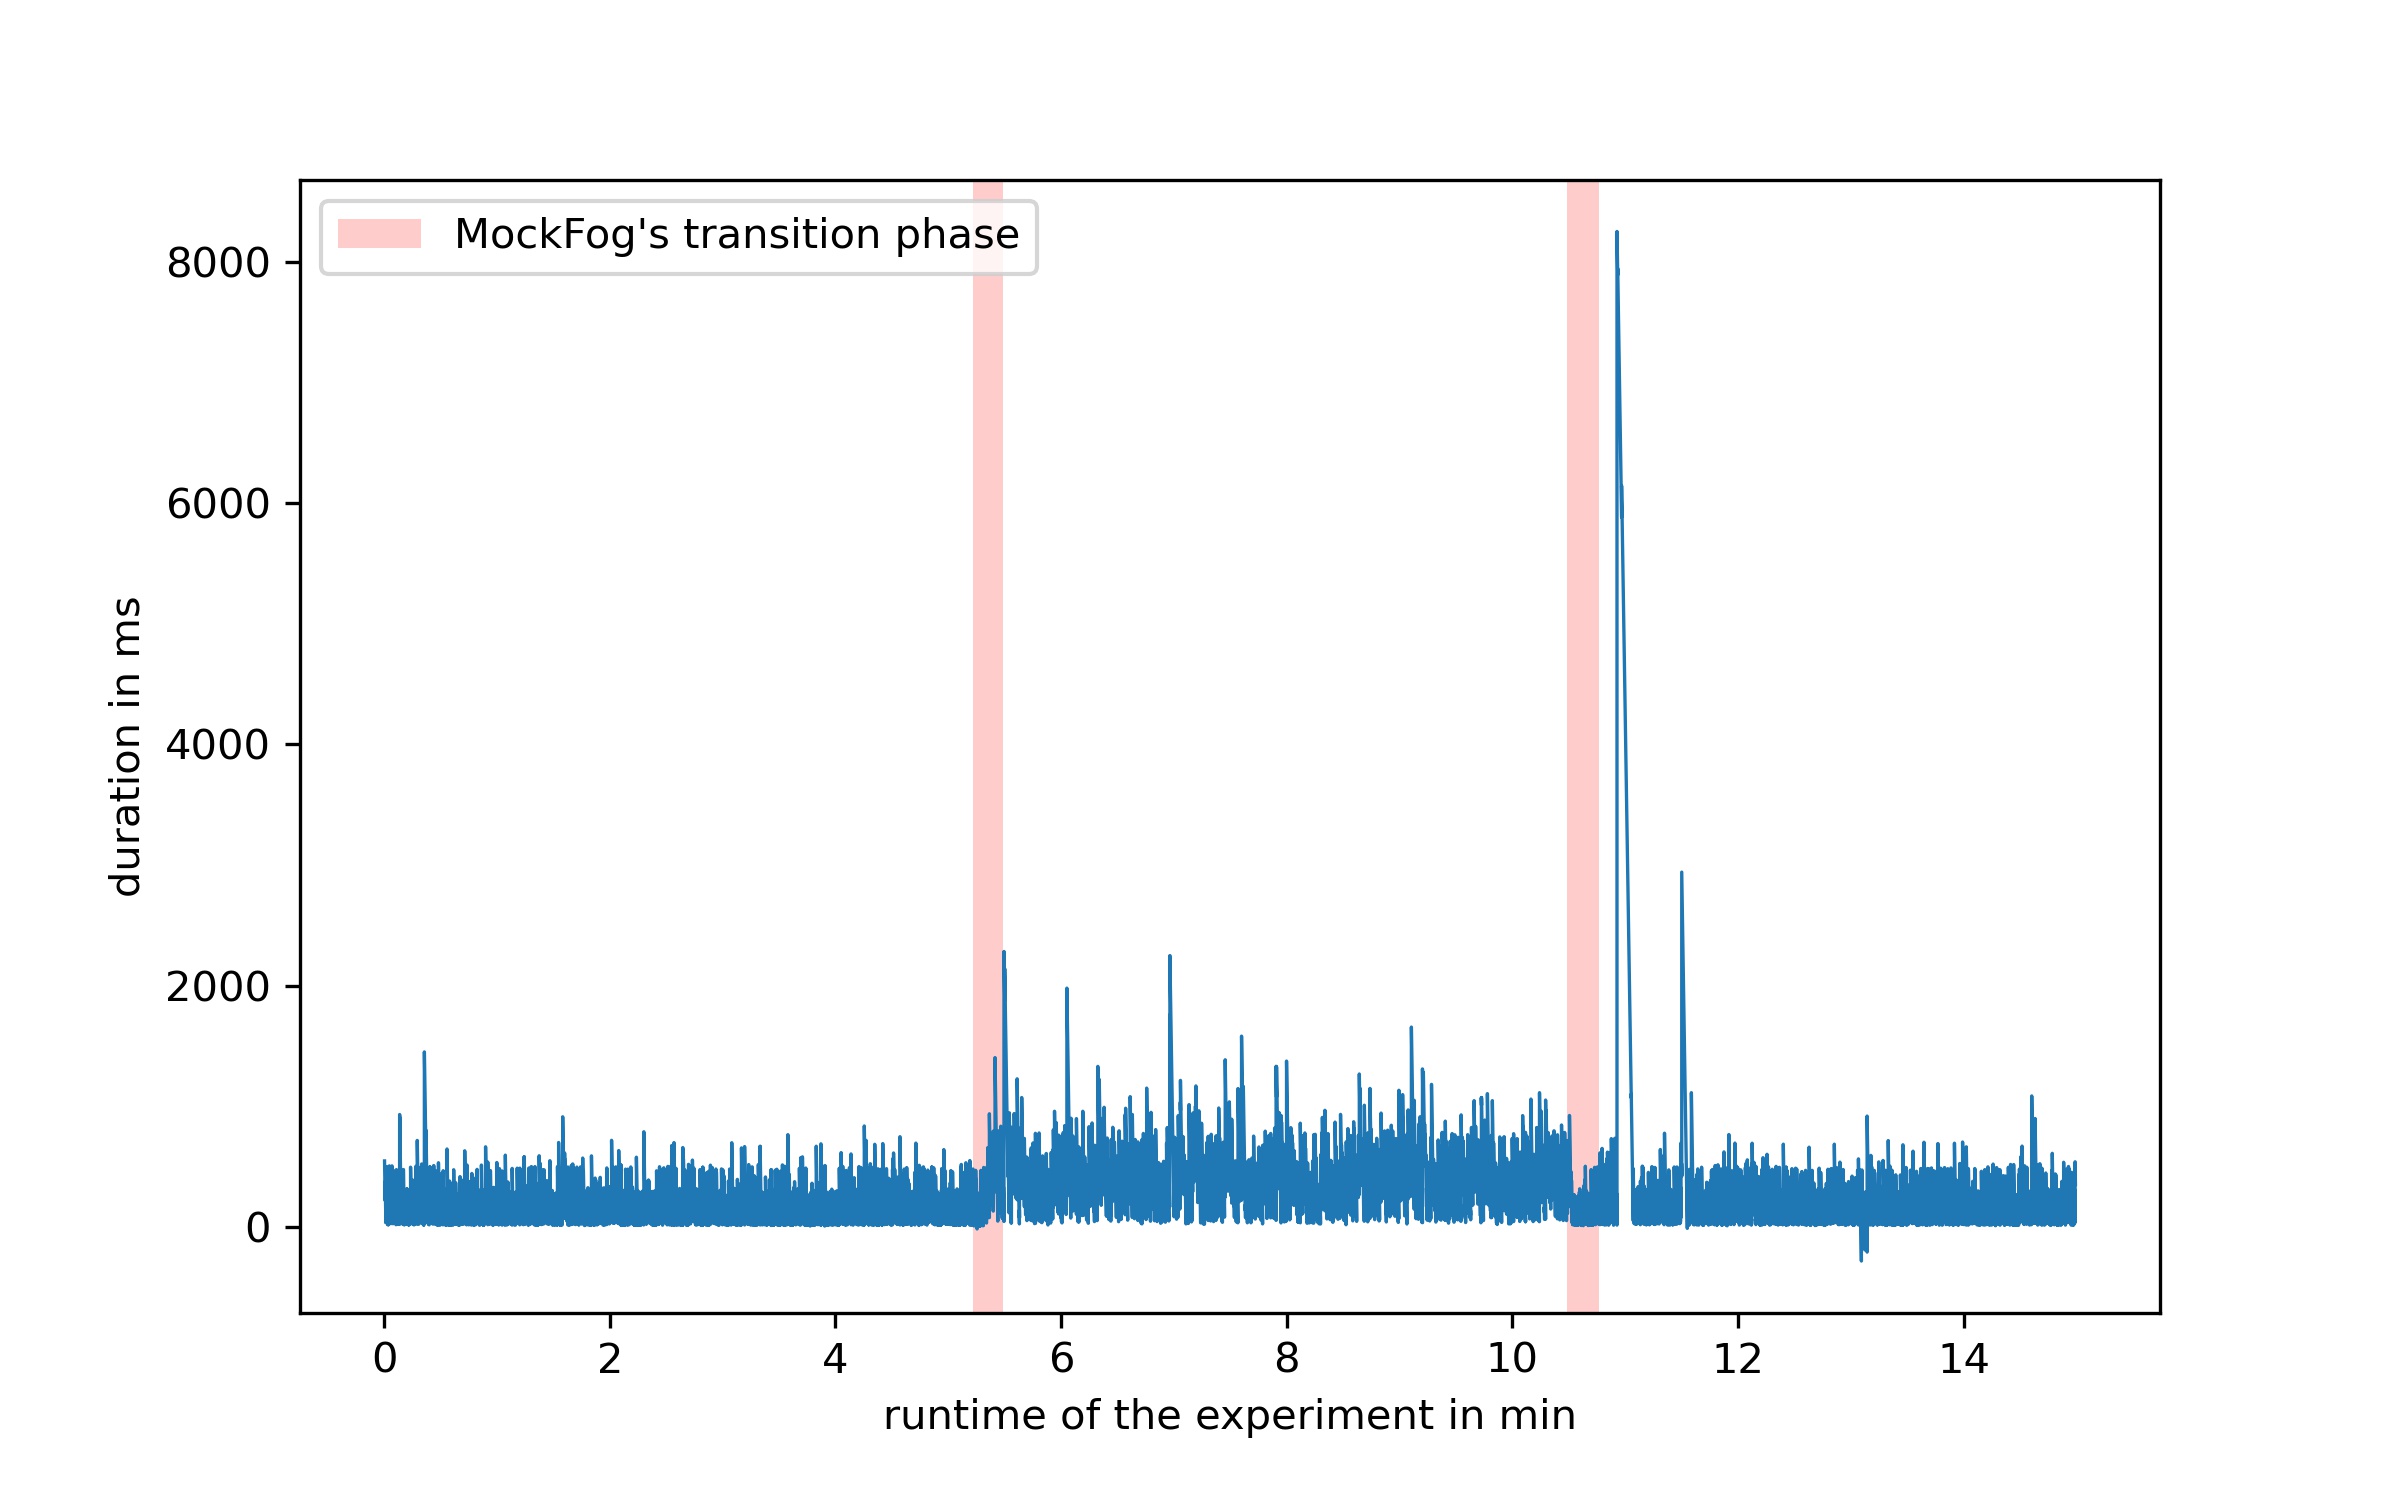 MockFog's transition phase
8000
6000
4000
2000
0
duration in ms
0 2 4 6 8 10 12 14
runtime of the experiment in min